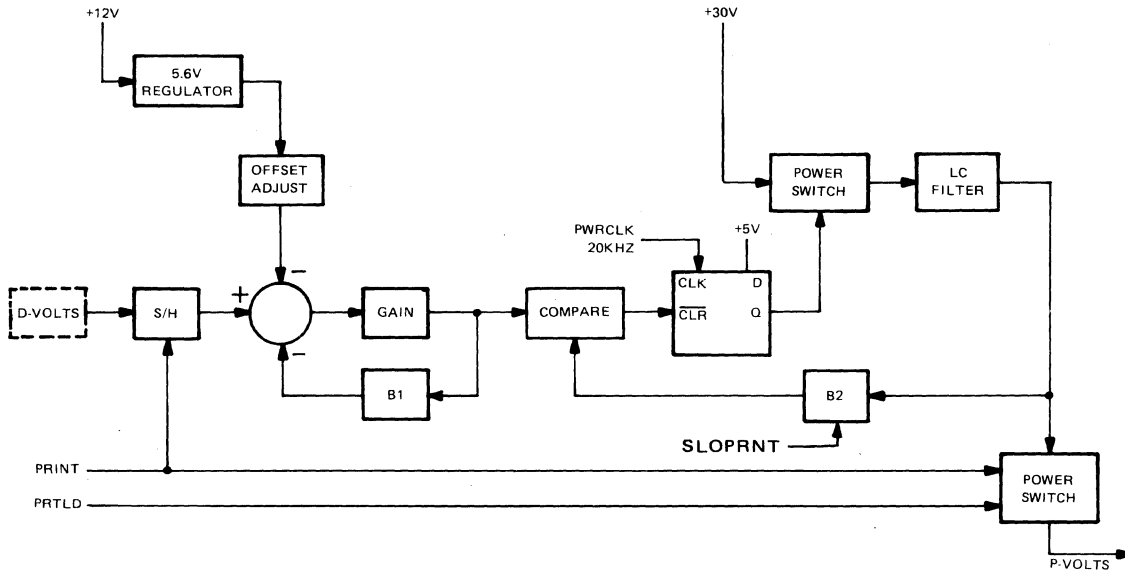 +12V
+30V
5.6V
REGULATOR
OFFSET
ADJUST
POWER
SWITCH
LC
FILTER
PWRCLK
20KHZ
+5V
CLK
D
CLR
Q
D-VOLTS
S/H
+
−
−
GAIN
COMPARE
B1
B2
SLOPRNT
PRINT
PRTLD
POWER
SWITCH
P-VOLTS